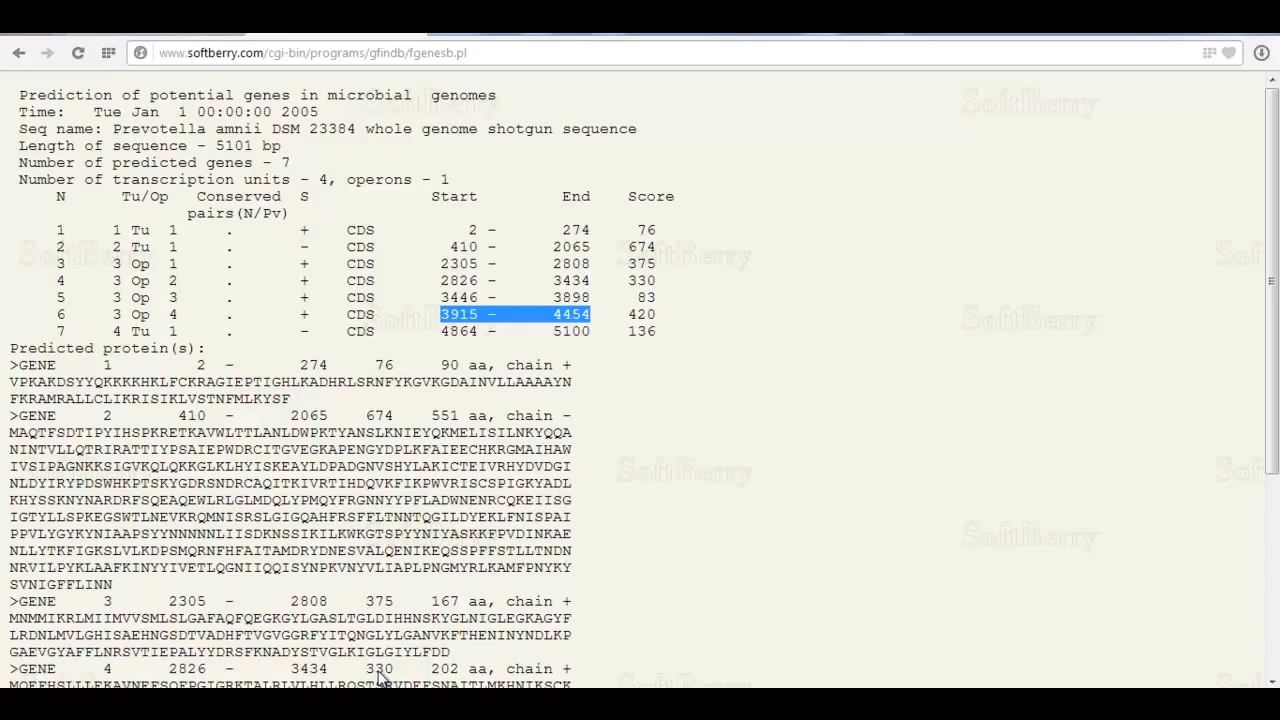 www.softberry.com/cgi-bin/programs/gfindb/fgenesb.pl
Prediction of potential genes in microbial genomes
Time: Tue Jan 1 00:00:00 2005
Seq name: Prevotella amnii DSM 23384 whole genome shotgun sequence
Length of sequence - 5101 bp
Number of predicted genes - 7
Number of transcription units - 4, operons - 1
N Tu/Op Conserved S Start End Score
pairs(N/Pv)
1 1 Tu 1 . + CDS 2 - 274 76
2 2 Tu 1 . - CDS 410 - 2065 674
3 3 Op 1 . + CDS 2305 - 2808 375
4 3 Op 2 . + CDS 2826 - 3434 330
5 3 Op 3 . + CDS 3446 - 3898 83
6 3 Op 4 . + CDS 3915 - 4454 420
7 4 Tu 1 . - CDS 4864 - 5100 136
Predicted protein(s):
>GENE 1 2 - 274 76 90 aa, chain +
VPKAKDSYYQKKKKHKLFCKRAGIEPTIGHLKADHRLSRNFYKGVKGDAINVLLAAAAYN
FKRAMRALLCLIKRISIKLVSTNFMLKYSF
>GENE 2 410 - 2065 674 551 aa, chain -
MAQTFSDTIPYIHSPKRETKAVWLTTLANLDWPKTYANSLKNIEYQKMELISILNKYQQA
NINTVLLQTRIRATTIYPSAIEPWDRCITGVEGKAPENGYDPLKFAIEECHKRGMAIHAW
IVSIPAGNKKSIGVKQLQKKGLKLHYISKEAYLDPADGNVSHYLAKICTEIVRHYDVDGI
NLDYIRYPDSWHKPTSKYGDRSNDRCAQITKIVRTIHDQVKFIKPWVRISCSPIGKYADL
KHYSSKNYNARDRFSQEAQEWLRLGLMDQLYPMQYFRGNNYYPFLADWNENRCQKEIISG
IGTYLLSPKEGSWTLNEVKRQMNISRSLGIGQAHFRSFFLTNNTQGILDYEKLFNISPAI
PPVLYGYKYNIAAPSYYNNNNNLIISDKNSSIKILKWKGTSPYYNIYASKKFPVDINKAE
NLLYTKFIGKSLVLKDPSMQRNFHFAITAMDRYDNESVALQENIKEQSSPFFSTLLTNDN
NRVILPYKLAAFKINYYIVETLQGNIIQQISYNPKVNYVLIAPLPNGMYRLKAMFPNYKY
SVNIGFFLINN
>GENE 3 2305 - 2808 375 167 aa, chain +
MNMMIKRLMIIMVVSMLSLGAFAQFQEGKGYLGASLTGLDIHHNSKYGLNIGLEGKAGYF
LRDNLMVLGHISAEHNGSDTVADHFTVGVGGRFYITQNGLYLGANVKFTHENINYNDLKP
GAEVGYAFFLNRSVTIEPALYYDRSFKNADYSTVGLKIGLGIYLFDD
>GENE 4 2826 - 3434 330 202 aa, chain +